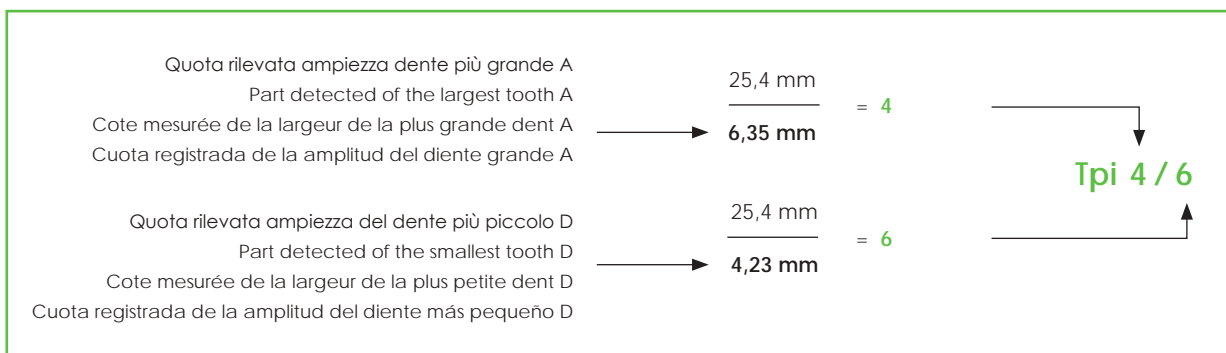 Quota rilevata ampiezza dente più grande A
Part detected of the largest tooth A
Cote mesurée de la largeur de la plus grande dent A
Cuota registrada de la amplitud del diente grande A
25,4 mm
6,35 mm
= 4
Tpi 4 / 6
Quota rilevata ampiezza del dente più piccolo D
Part detected of the smallest tooth D
Cote mesurée de la largeur de la plus petite dent D
Cuota registrada de la amplitud del diente más pequeño D
25,4 mm
4,23 mm
= 6